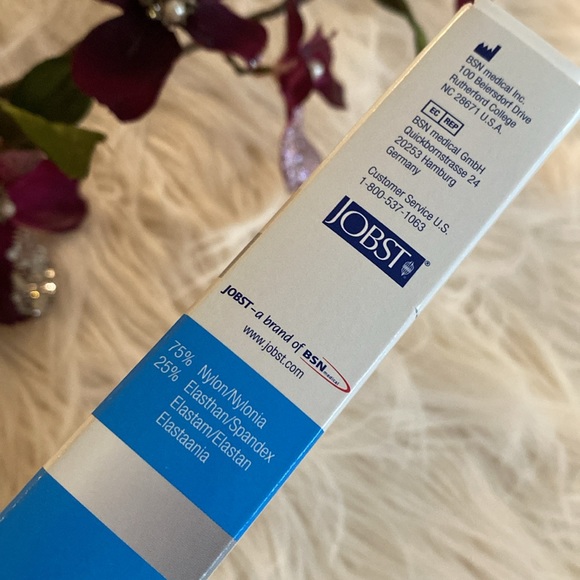 BSN medical Inc.
100 Beiersdorf Drive
Rutherford College
NC 28671 U.S.A.
EC REP
BSN medical GmbH
Quickbornstrasse 24
20253 Hamburg
Germany
Customer Service U.S.
1-800-537-1063
JOBST®
JOBST–a brand of BSN medical
www.jobst.com
75% Nylon/Nylonia
25% Elasthan/Spandex
Elastam/Elastan
Elastaania